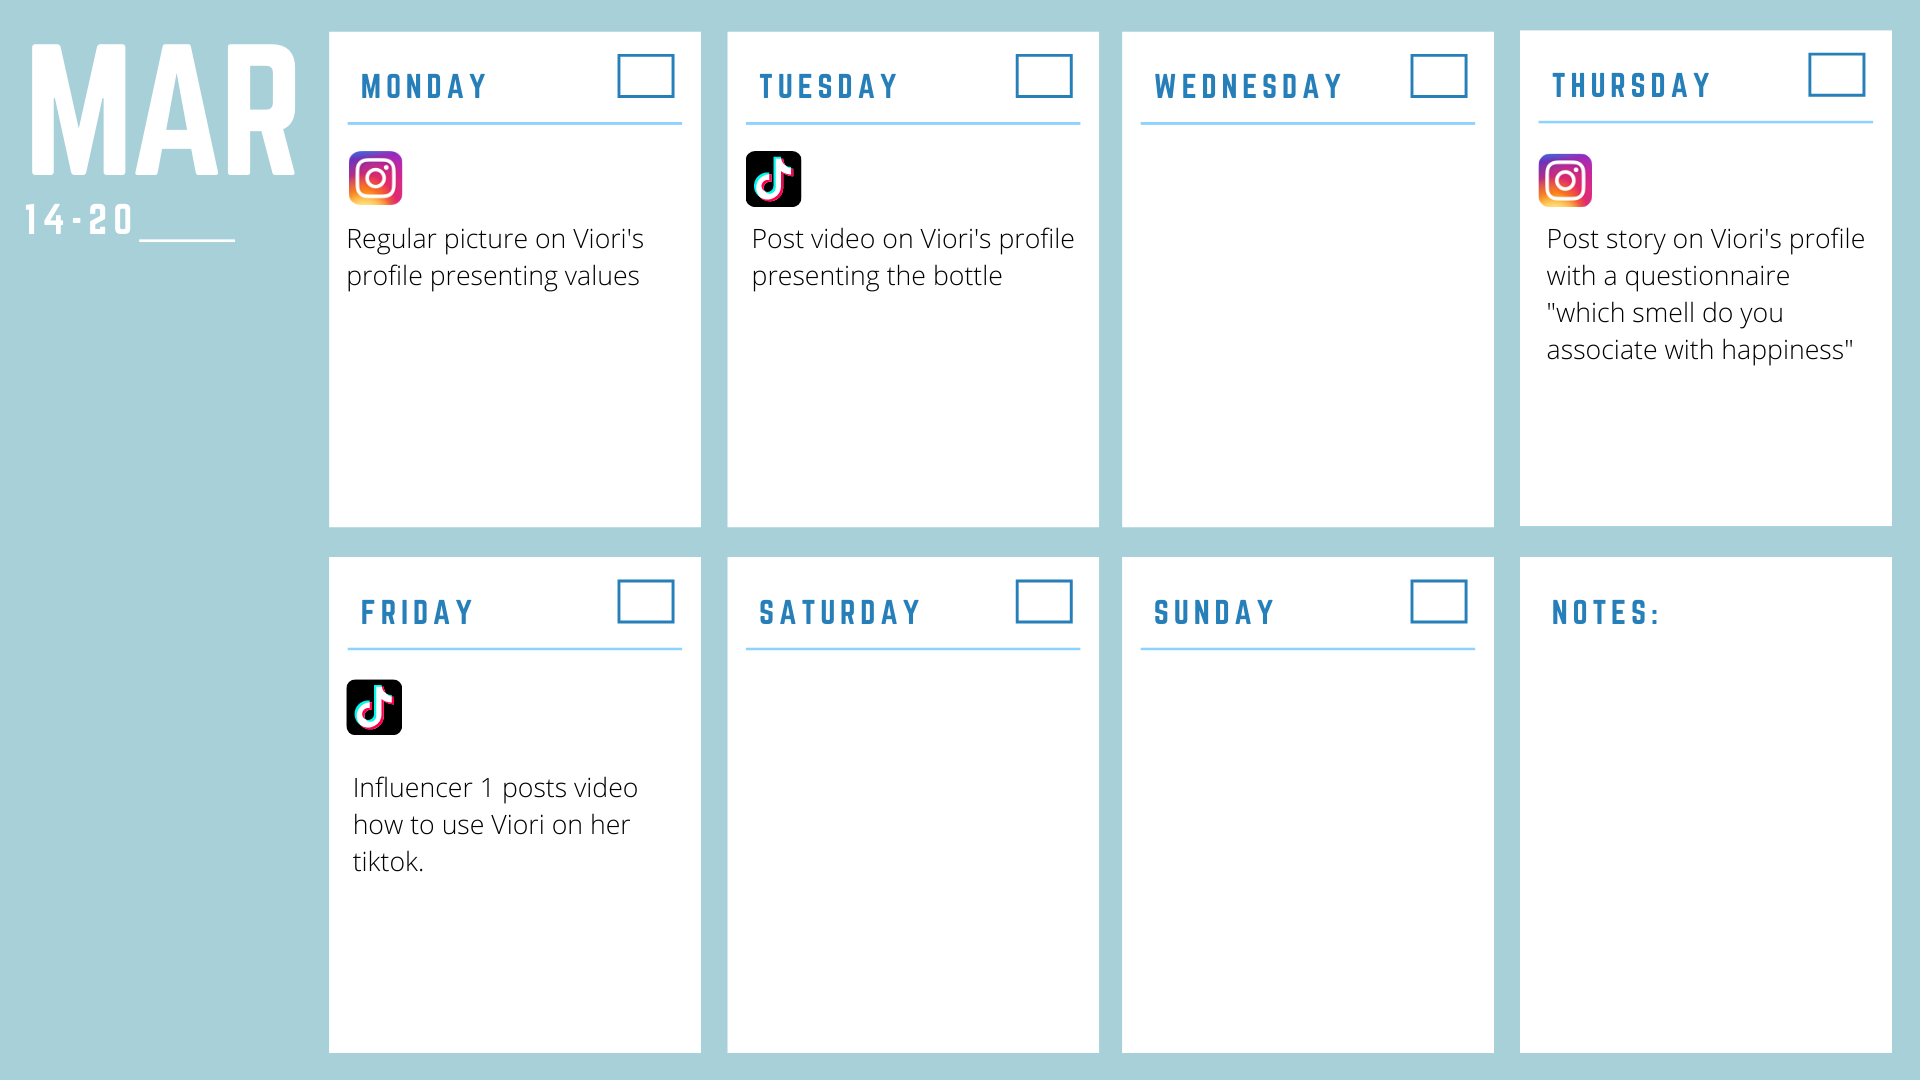 MAR
14-20
MONDAY
Regular picture on Viori's
profile presenting values
TUESDAY
Post video on Viori's profile
presenting the bottle
WEDNESDAY
THURSDAY
Post story on Viori's profile
with a questionnaire
"which smell do you
associate with happiness"
FRIDAY
Influencer 1 posts video
how to use Viori on her
tiktok.
SATURDAY
SUNDAY
NOTES: